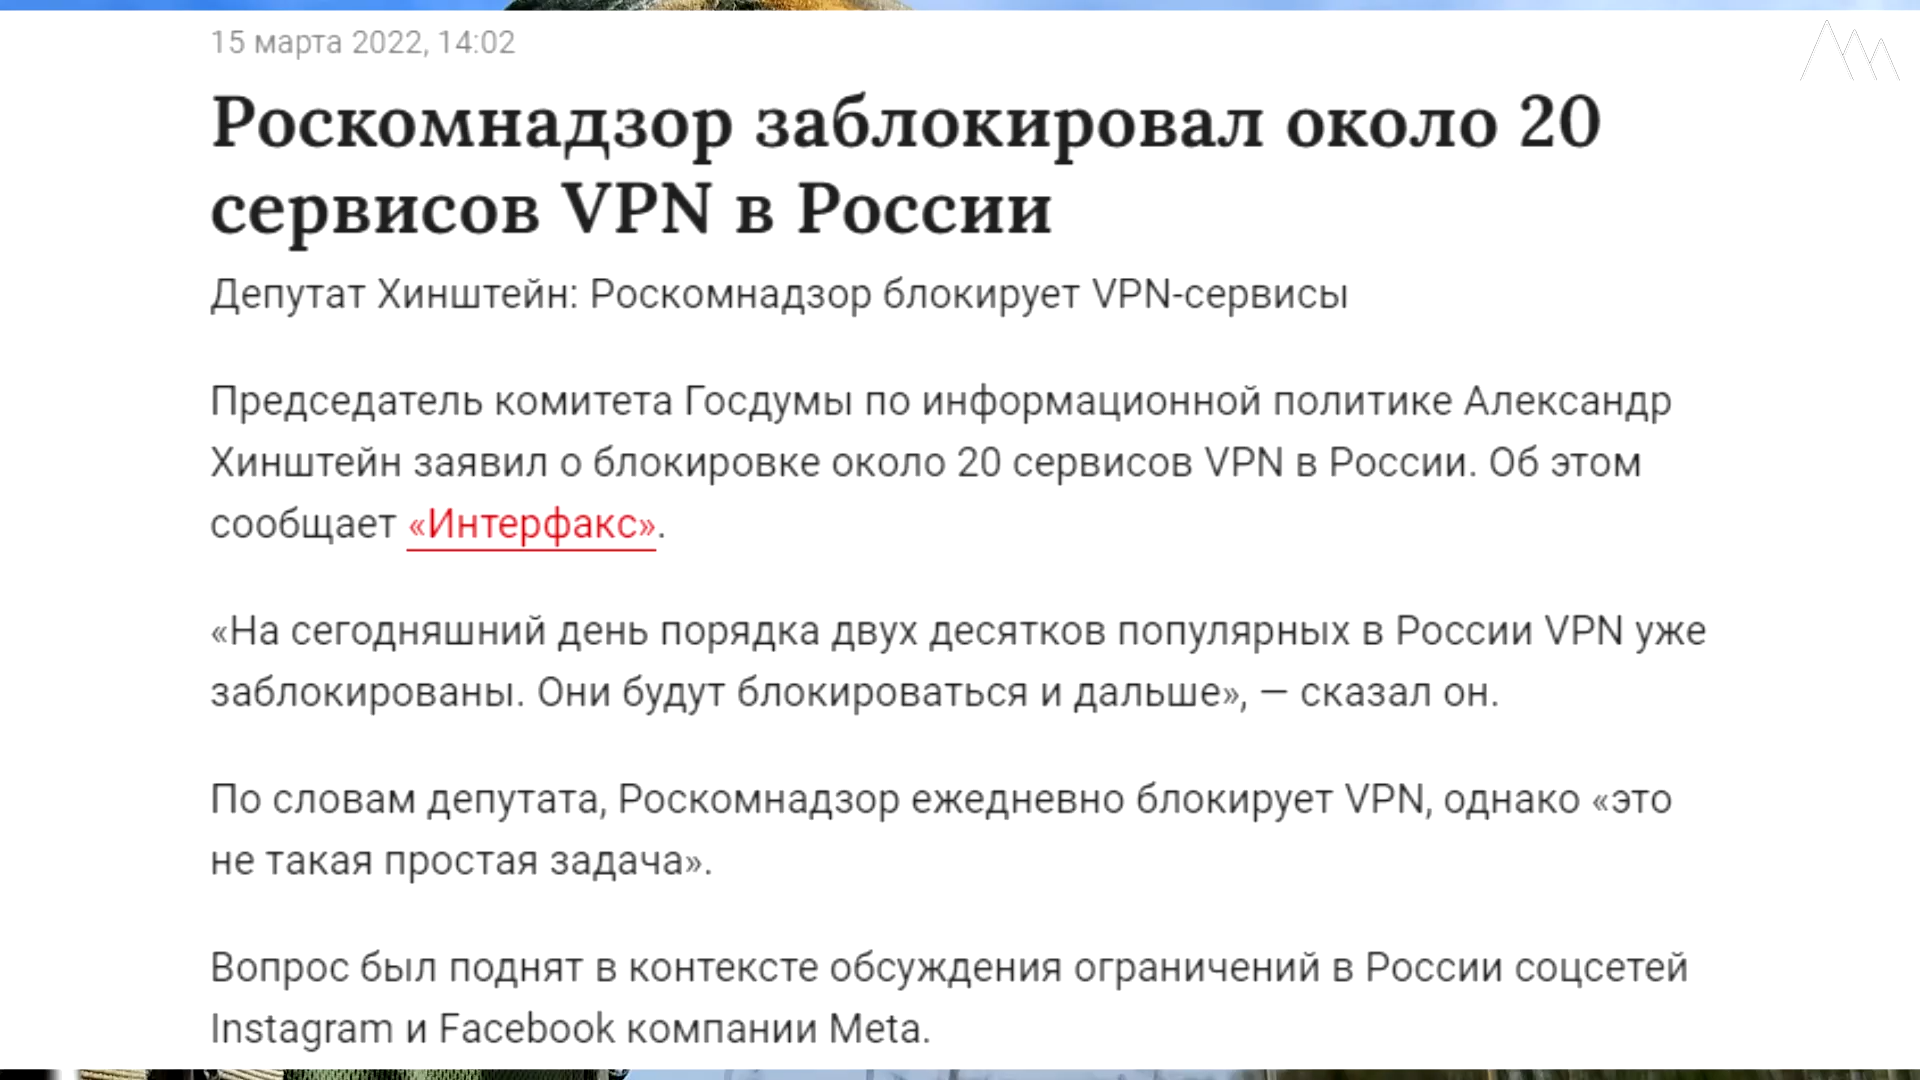 15 марта 2022, 14:02
Роскомнадзор заблокировал около 20
сервисов VPN в России
Депутат Хинштейн: Роскомнадзор блокирует VPN-сервисы
Председатель комитета Госдумы по информационной политике Александр
Хинштейн заявил о блокировке около 20 сервисов VPN в России. Об этом
сообщает «Интерфакс».
«На сегодняшний день порядка двух десятков популярных в России VPN уже
заблокированы. Они будут блокироваться и дальше», — сказал он.
По словам депутата, Роскомнадзор ежедневно блокирует VPN, однако «это
не такая простая задача».
Вопрос был поднят в контексте обсуждения ограничений в России соцсетей
Instagram и Facebook компании Meta.